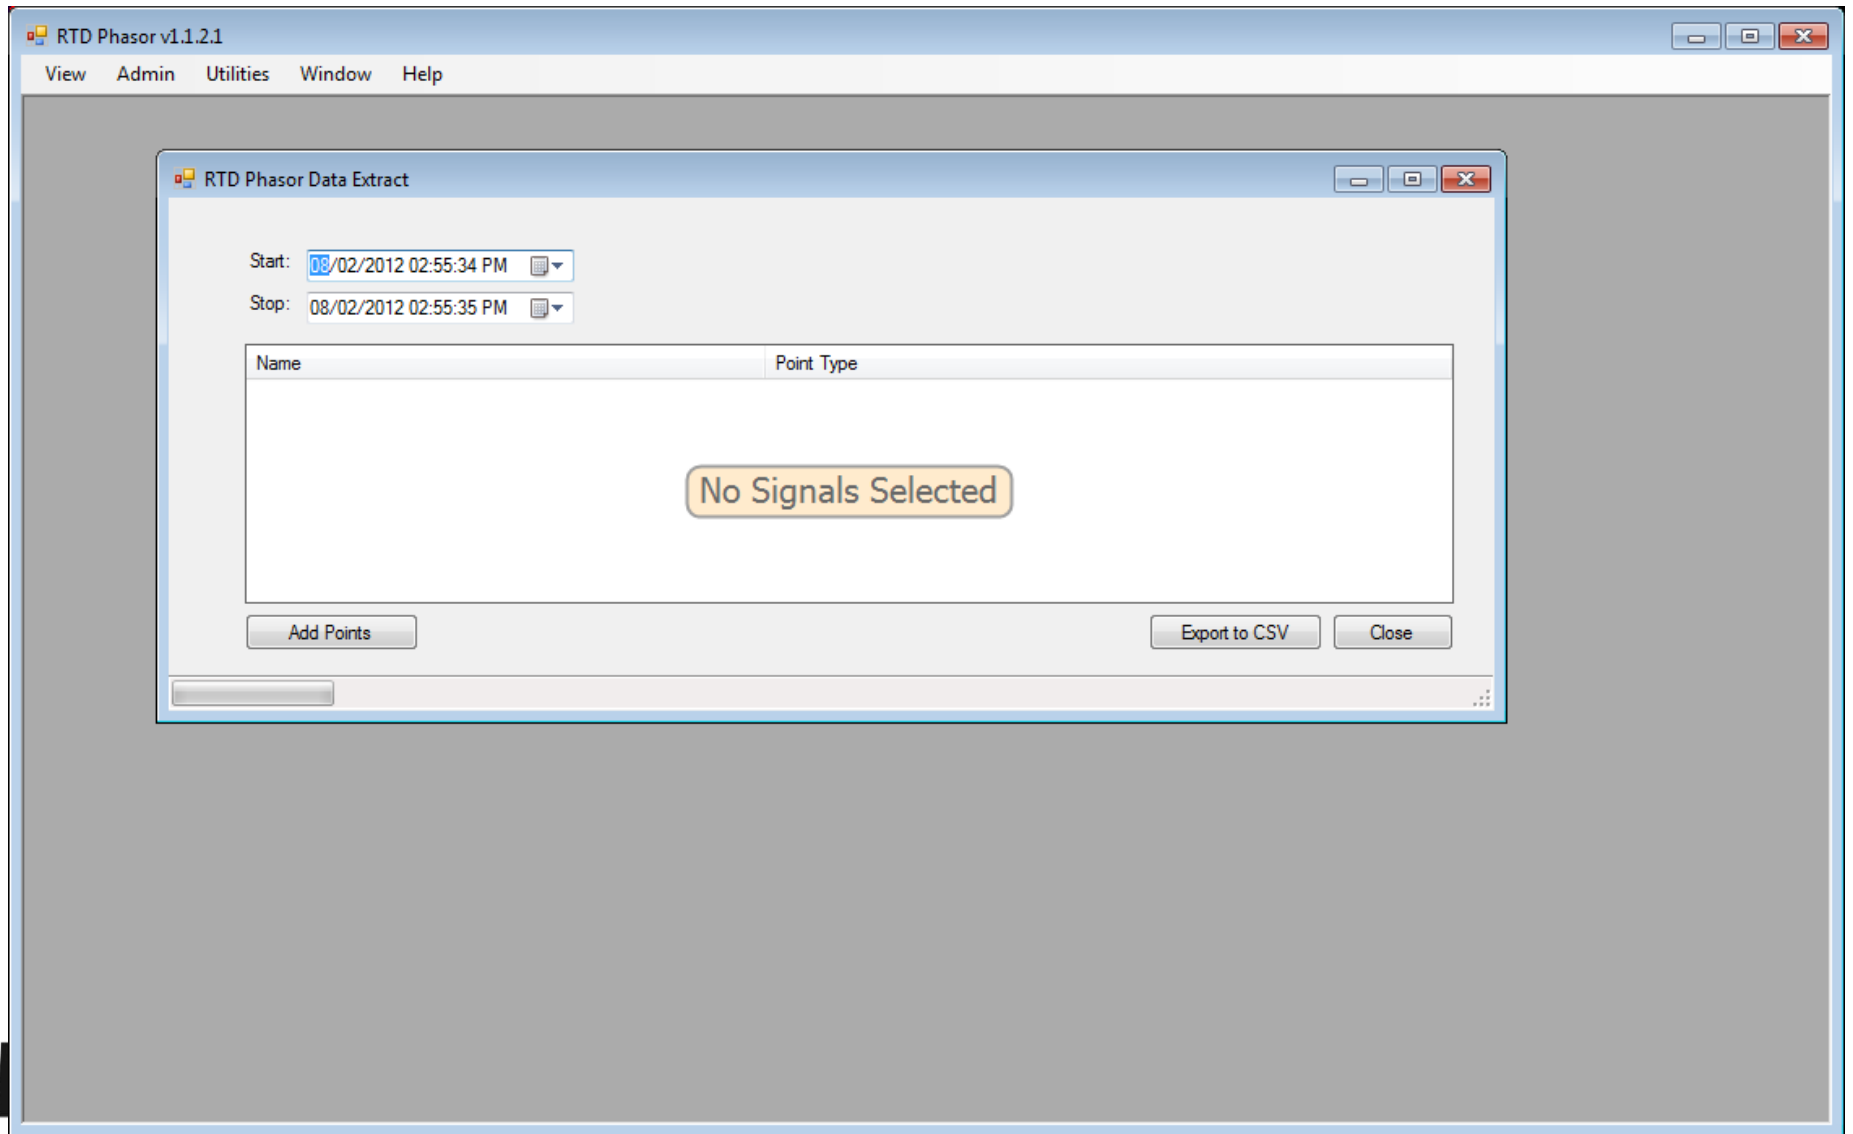 RTD Phasor v1.1.2.1
View Admin Utilities Window Help
RTD Phasor Data Extract
Start: 08/02/2012 02:55:34 PM
Stop: 08/02/2012 02:55:35 PM
Name Point Type
No Signals Selected
Add Points Export to CSV Close